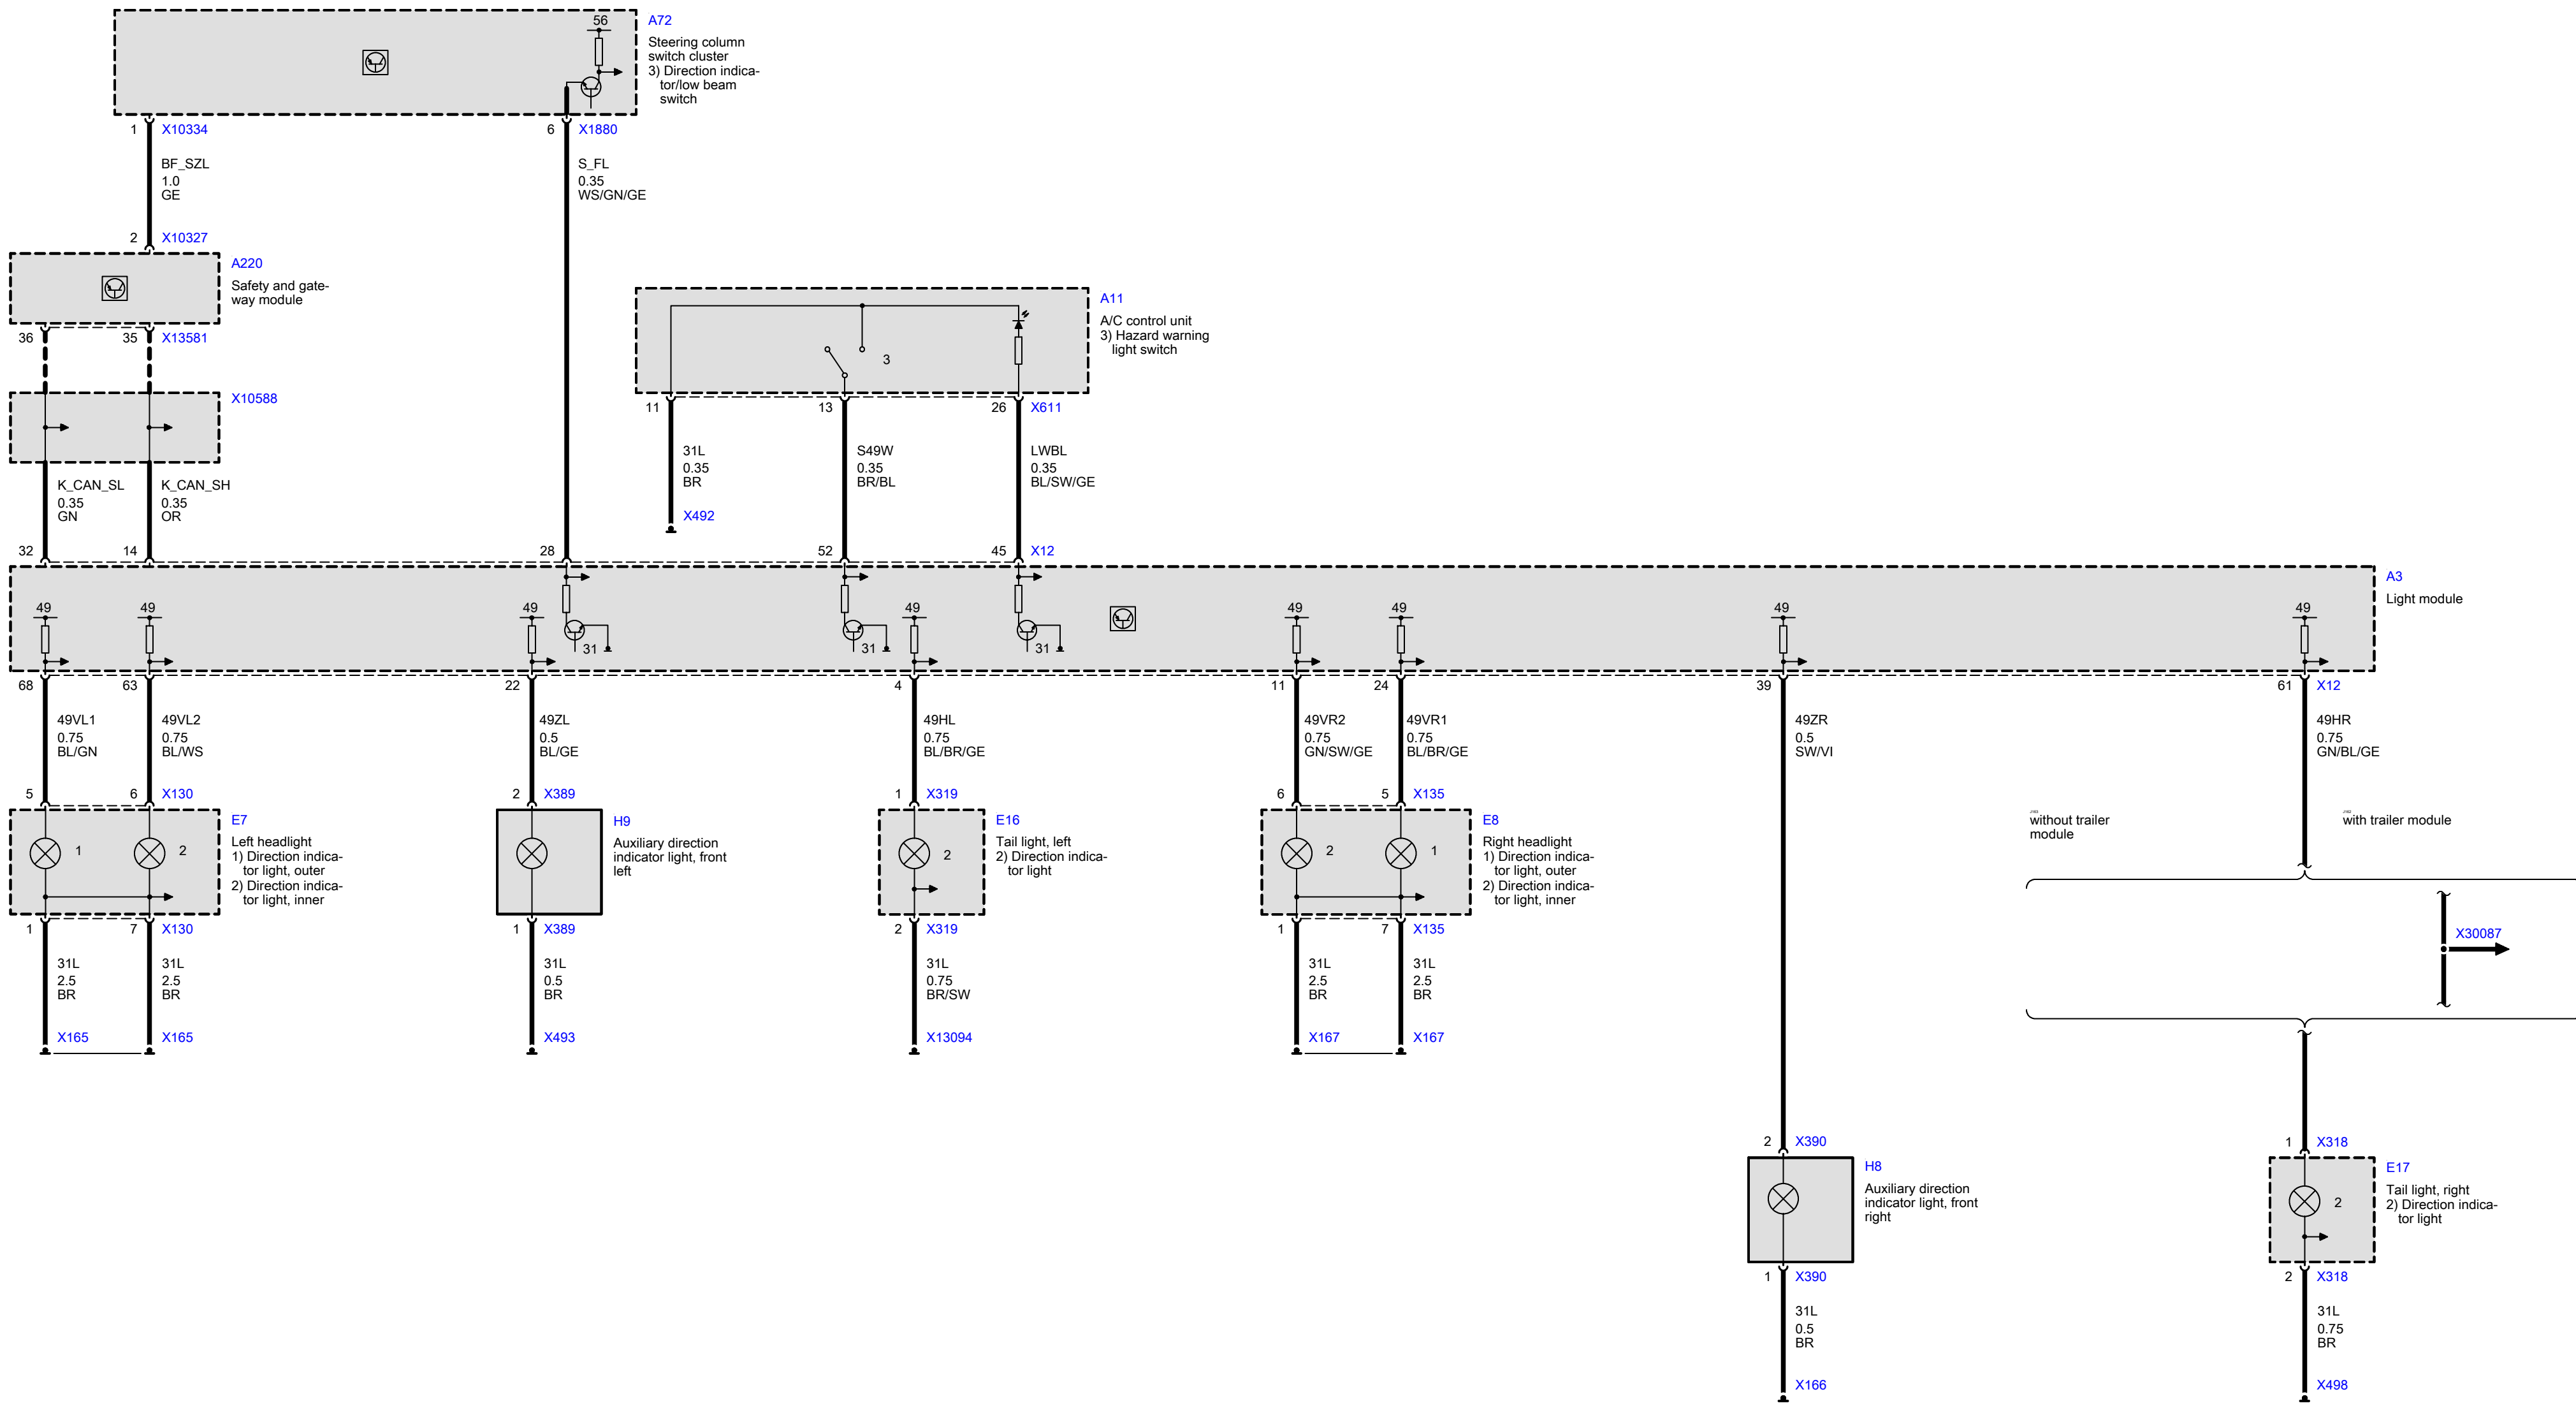 56
A72
Steering column
switch cluster
3) Direction indica-
tor/low beam
switch
1 X10334
6 X1880
BF_SZL
1.0
GE
S_FL
0.35
WS/GN/GE
2 X10327
A220
Safety and gate-
way module
36 35 X13581
X10588
K_CAN_SL
0.35
GN
K_CAN_SH
0.35
OR
A11
A/C control unit
3) Hazard warning
light switch
3
11 13 26 X611
31L
0.35
BR
X492
S49W
0.35
BR/BL
LWBL
0.35
BL/SW/GE
32 14 28 52 45 X12
A3
Light module
49 49 49 31 31 49 31 49 49 49 49
68 63 22 4 11 24 39 61 X12
49VL1
0.75
BL/GN
49VL2
0.75
BL/WS
49ZL
0.5
BL/GE
49HL
0.75
BL/BR/GE
49VR2
0.75
GN/SW/GE
49VR1
0.75
BL/BR/GE
49ZR
0.5
SW/VI
49HR
0.75
GN/BL/GE
5 6 X130
1 2
E7
Left headlight
1) Direction indica-
tor light, outer
2) Direction indica-
tor light, inner
1 7 X130
31L
2.5
BR
31L
2.5
BR
X165 X165
2 X389
H9
Auxiliary direction
indicator light, front
left
1 X389
31L
0.5
BR
X493
1 X319
2
E16
Tail light, left
2) Direction indica-
tor light
2 X319
31L
0.75
BR/SW
X13094
6 5 X135
2 1
E8
Right headlight
1) Direction indica-
tor light, outer
2) Direction indica-
tor light, inner
1 7 X135
31L
2.5
BR
31L
2.5
BR
X167 X167
without trailer
module
with trailer module
X30087
2 X390
H8
Auxiliary direction
indicator light, front
right
1 X390
31L
0.5
BR
X166
1 X318
2
E17
Tail light, right
2) Direction indica-
tor light
2 X318
31L
0.75
BR
X498